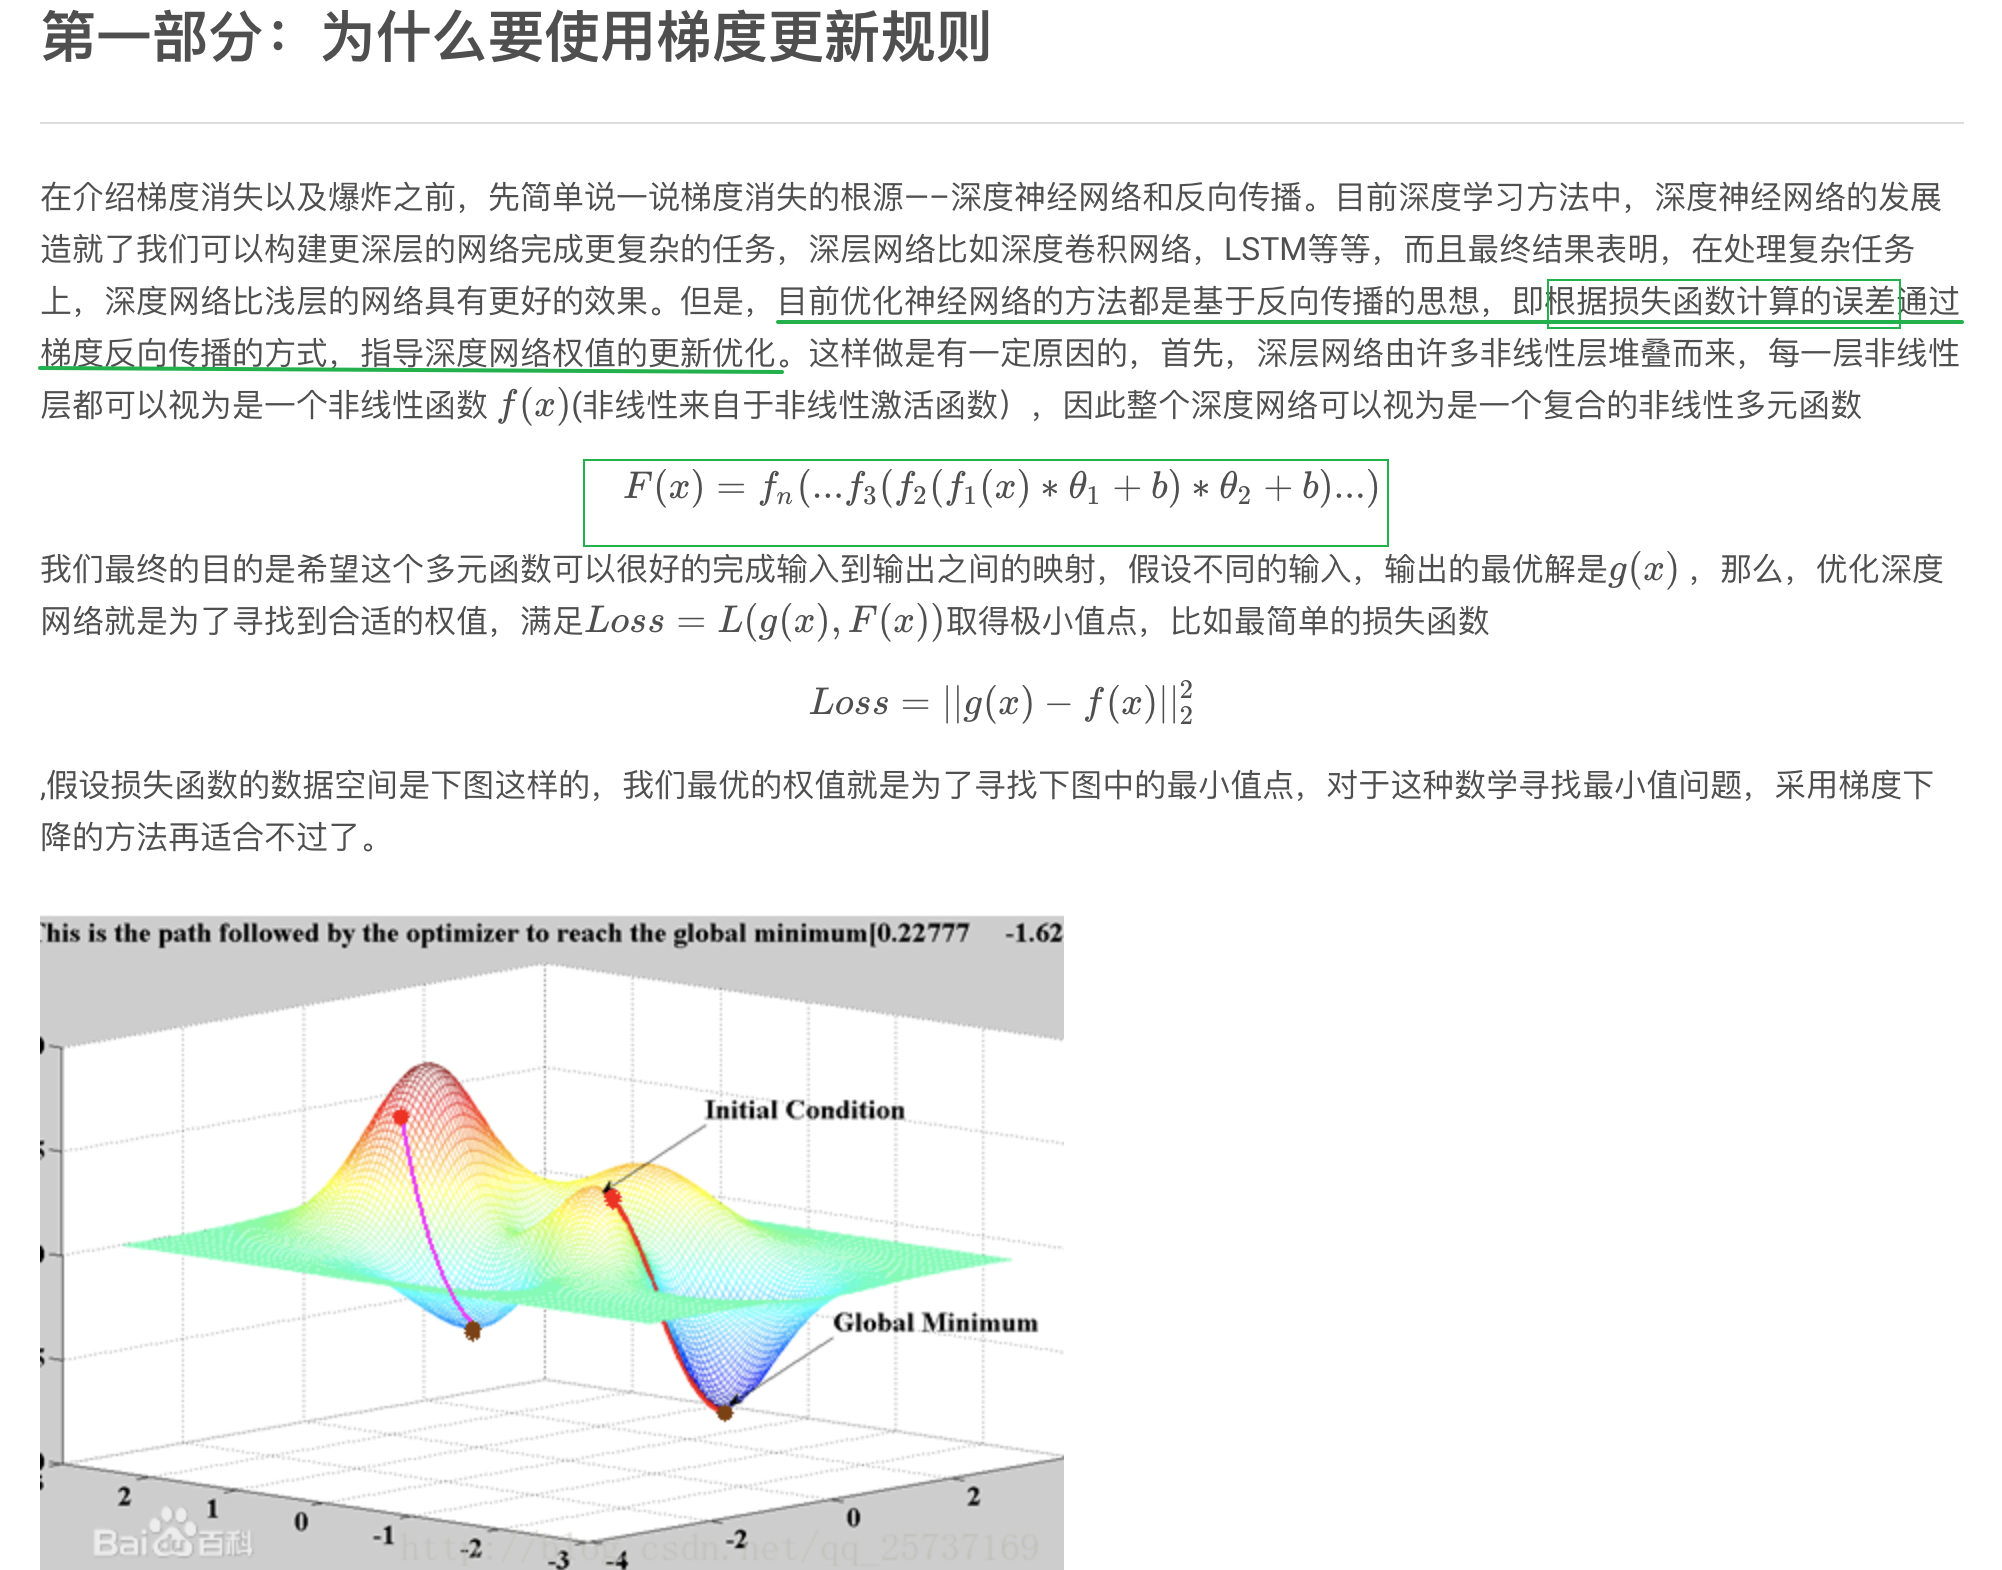 第一部分：为什么要使用梯度更新规则
在介绍梯度消失以及爆炸之前，先简单说一说梯度消失的根源——深度神经网络和反向传播。目前深度学习方法中，深度神经网络的发展
造就了我们可以构建更深层的网络完成更复杂的任务，深层网络比如深度卷积网络，LSTM等等，而且最终结果表明，在处理复杂任务
上，深度网络比浅层的网络具有更好的效果。但是，目前优化神经网络的方法都是基于反向传播的思想，即根据损失函数计算的误差通过
梯度反向传播的方式，指导深度网络权值的更新优化。这样做是有一定原因的，首先，深层网络由许多非线性层堆叠而来，每一层非线性
层都可以视为是一个非线性函数 f(x)(非线性来自于非线性激活函数），因此整个深度网络可以视为是一个复合的非线性多元函数
F(x) = fₙ(...f₃(f₂(f₁(x) ∗ θ₁ + b) ∗ θ₂ + b)...)
我们最终的目的是希望这个多元函数可以很好的完成输入到输出之间的映射，假设不同的输入，输出的最优解是g(x) ，那么，优化深度
网络就是为了寻找到合适的权值，满足Loss = L(g(x), F(x))取得极小值点，比如最简单的损失函数
Loss = ||g(x) − f(x)||₂²
,假设损失函数的数据空间是下图这样的，我们最优的权值就是为了寻找下图中的最小值点，对于这种数学寻找最小值问题，采用梯度下
降的方法再适合不过了。
his is the path followed by the optimizer to reach the global minimum[0.22777 -1.62
Initial Condition
Global Minimum
2 1 0 -1 -2 -3
-4 -2 0 2
Baidu百科
http://blog.csdn.net/qq_25737169